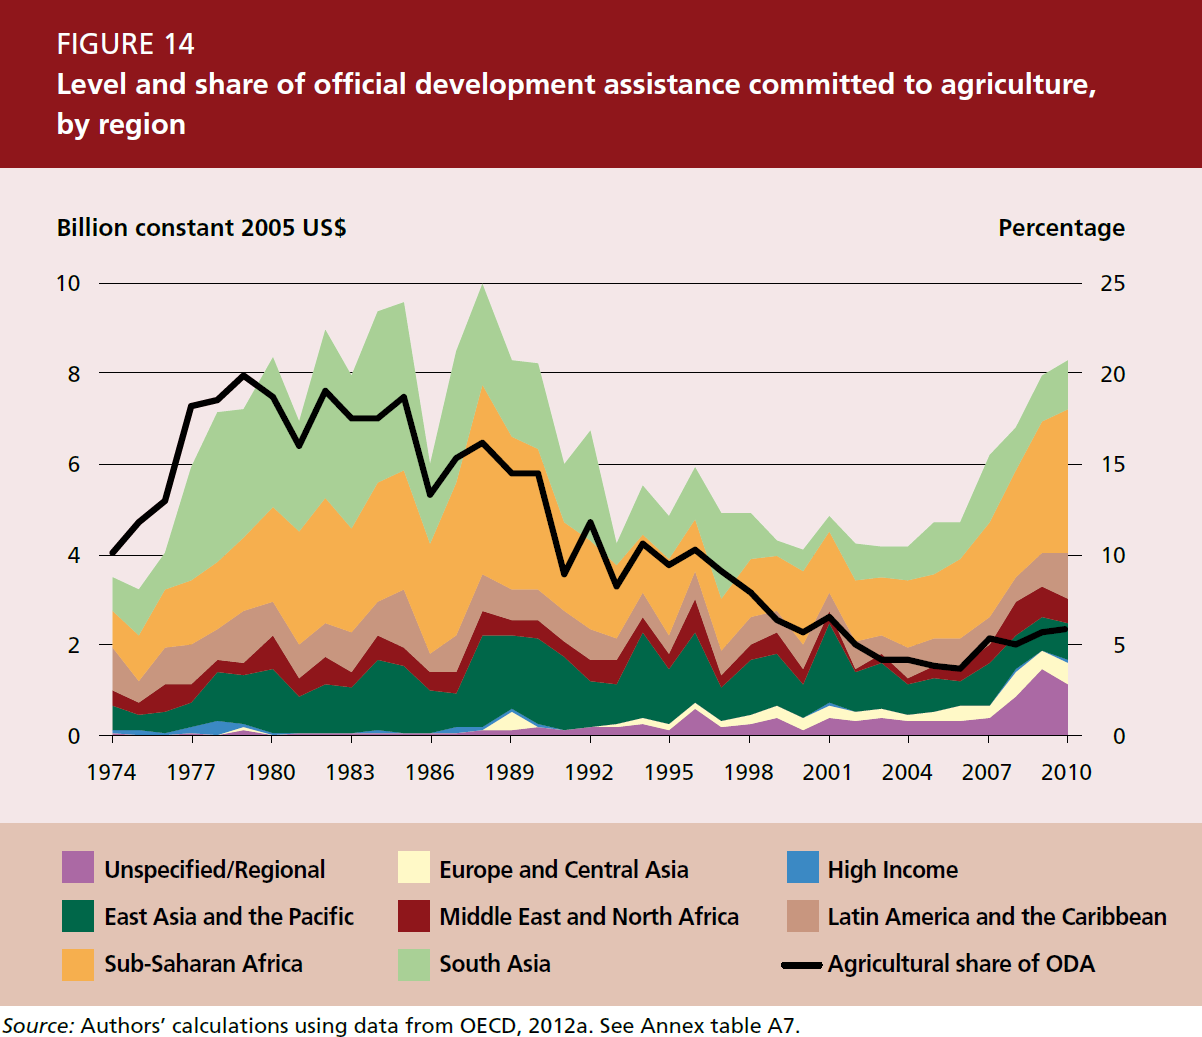 FIGURE 14
Level and share of official development assistance committed to agriculture,
by region
Billion constant 2005 US$ Percentage
10 25
8 20
6 15
4 10
2 5
0 0
1974 1977 1980 1983 1986 1989 1992 1995 1998 2001 2004 2007 2010
Unspecified/Regional Europe and Central Asia High Income
East Asia and the Pacific Middle East and North Africa Latin America and the Caribbean
Sub-Saharan Africa South Asia Agricultural share of ODA
Source: Authors’ calculations using data from OECD, 2012a. See Annex table A7.